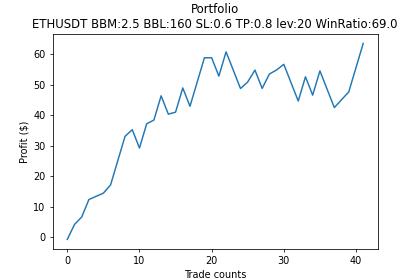 Portfolio
ETHUSDT BBM:2.5 BBL:160 SL:0.6 TP:0.8 lev:20 WinRatio:69.0
60
50
40
30
20
10
0
Profit ($)
0 10 20 30 40
Trade counts